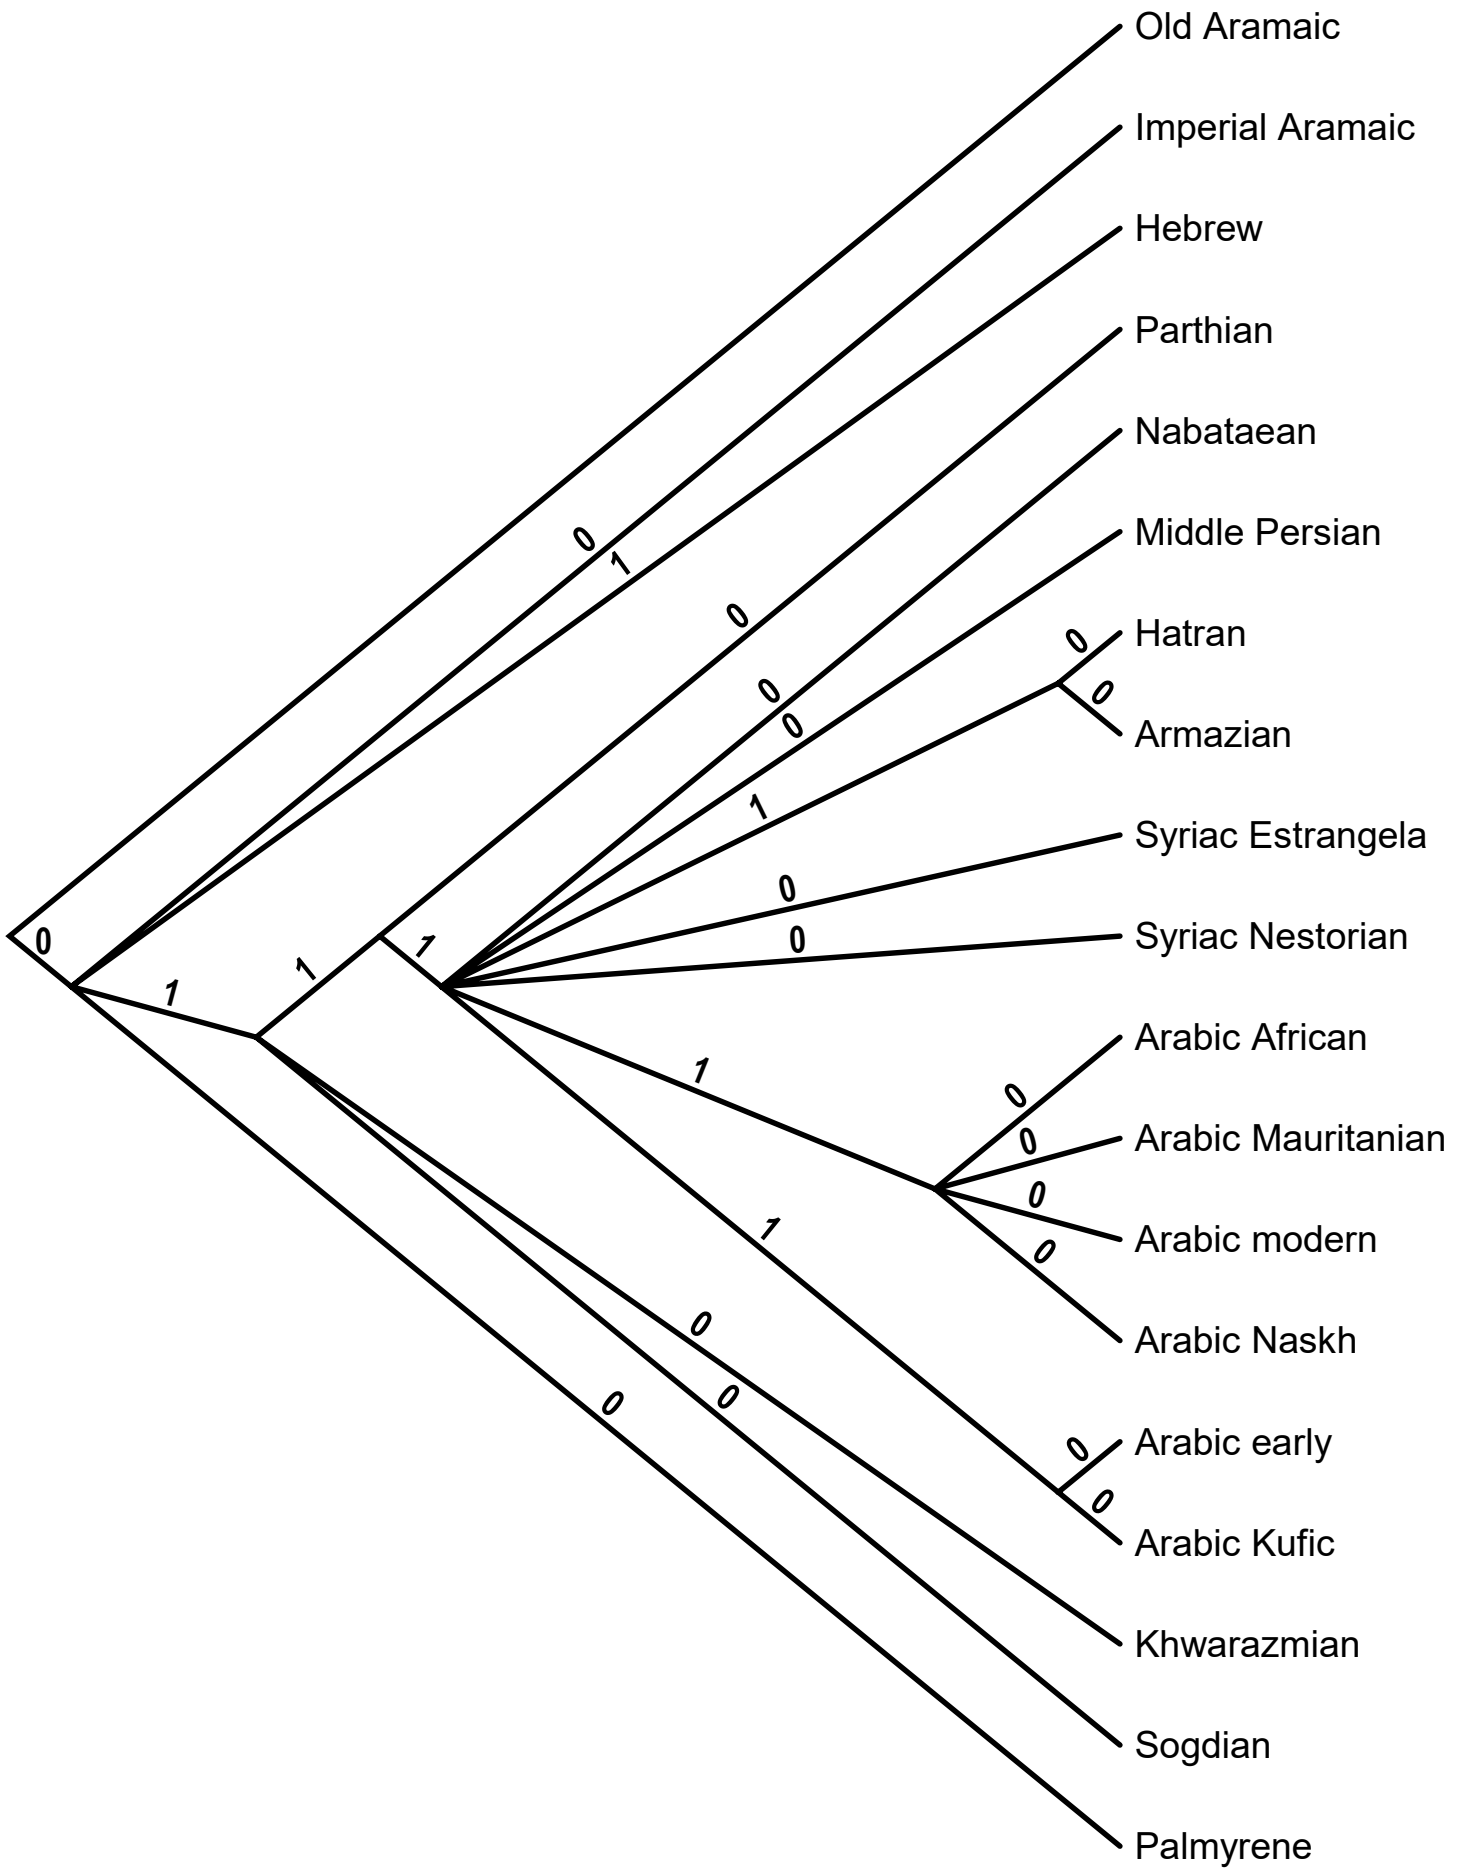 Old Aramaic
Imperial Aramaic
Hebrew
Parthian
Nabataean
0
1
Middle Persian
0
0
Hatran
0
0
0
Armazian
1
Syriac Estrangela
0
0
1
Syriac Nestorian
0
1
1
Arabic African
1
0
Arabic Mauritanian
0
0
Arabic modern
1
0
Arabic Naskh
0
0
0
0
Arabic early
0
Arabic Kufic
Khwarazmian
Sogdian
Palmyrene